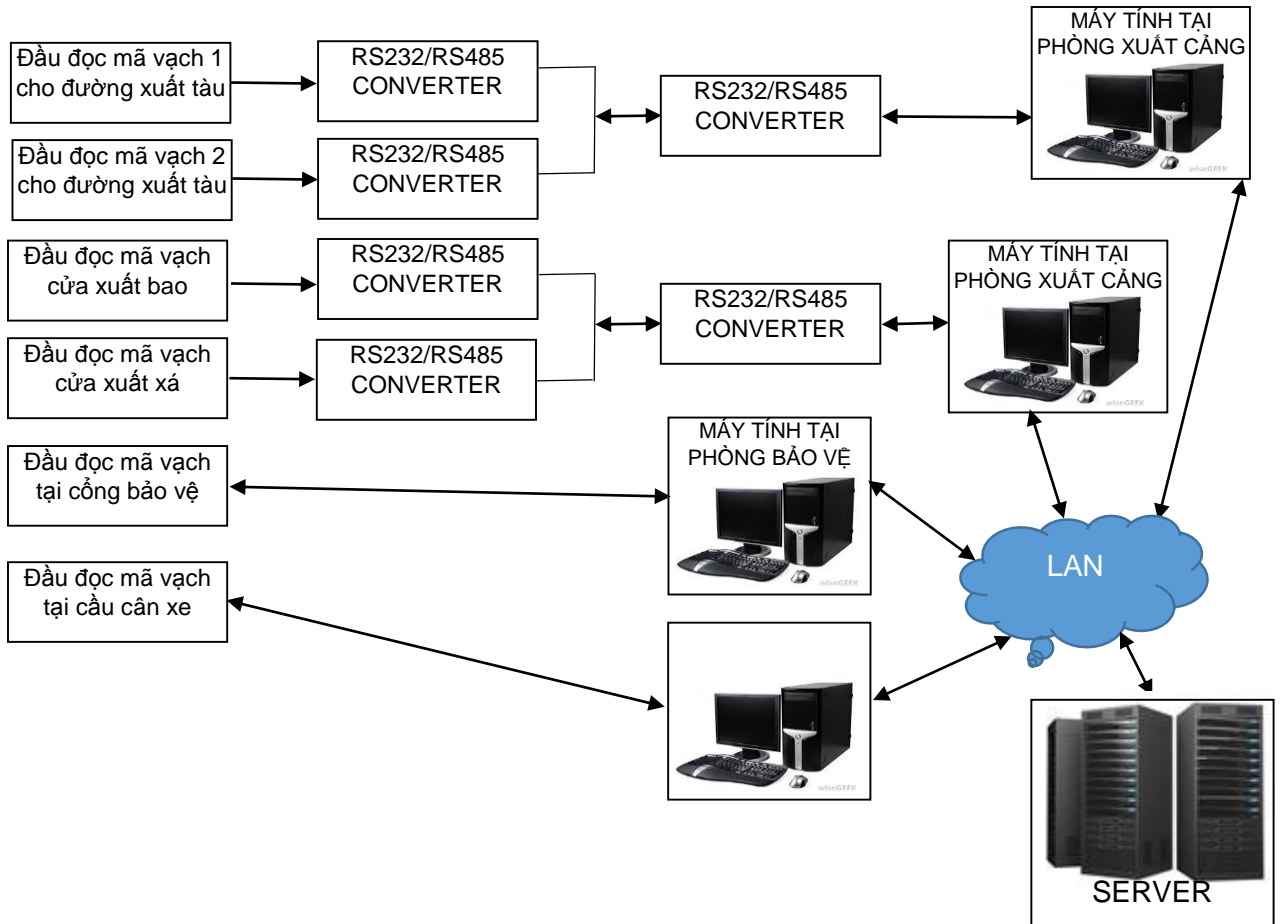 Đầu đọc mã vạch 1
cho đường xuất tàu
RS232/RS485
CONVERTER
RS232/RS485
CONVERTER
MÁY TÍNH TẠI
PHÒNG XUẤT CẢNG
wiseGEEK
Đầu đọc mã vạch 2
cho đường xuất tàu
RS232/RS485
CONVERTER
Đầu đọc mã vạch
cửa xuất bao
RS232/RS485
CONVERTER
RS232/RS485
CONVERTER
MÁY TÍNH TẠI
PHÒNG XUẤT CẢNG
wiseGEEK
Đầu đọc mã vạch
cửa xuất xá
RS232/RS485
CONVERTER
Đầu đọc mã vạch
tại cổng bảo vệ
MÁY TÍNH TẠI
PHÒNG BẢO VỆ
wiseGEEK
LAN
Đầu đọc mã vạch
tại cầu cân xe
wiseGEEK
SERVER